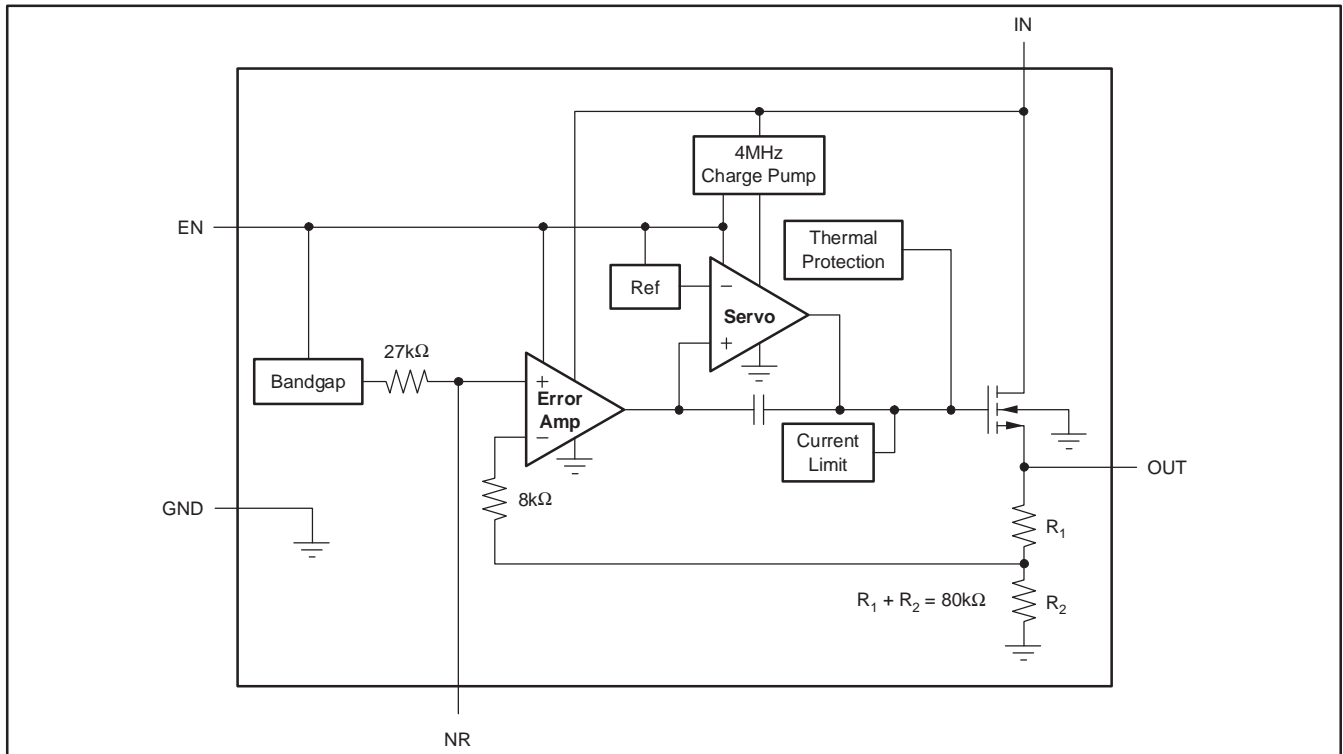 IN
4MHz
Charge Pump
EN
Thermal
Protection
Ref
−
Servo
+
27kΩ
Bandgap
+
Error
Amp
−
Current
Limit
OUT
8kΩ
GND
R1
R1 + R2 = 80kΩ
R2
NR